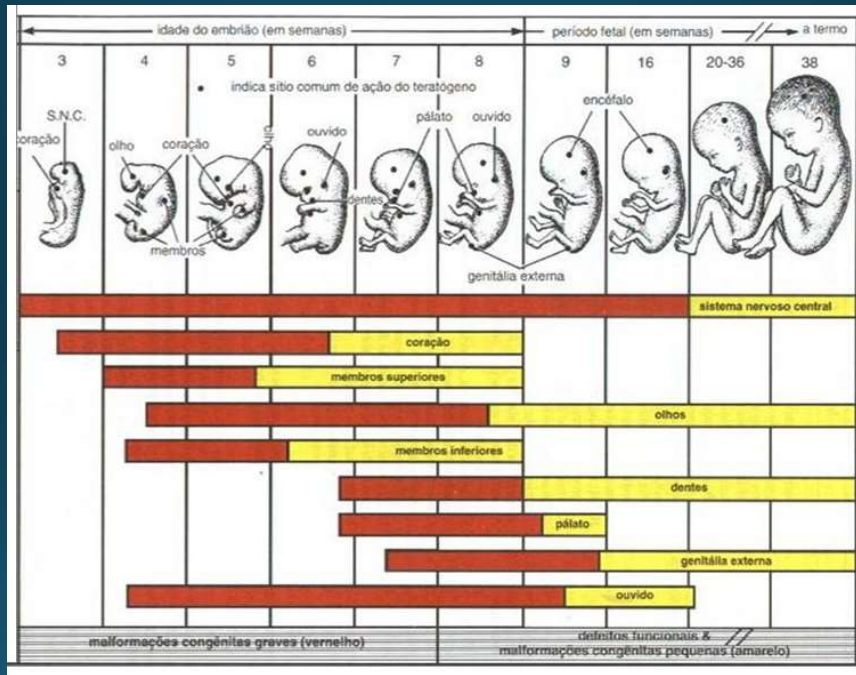 idade do embrião (em semanas)
período fetal (em semanas)
a termo
3
4
5
6
7
8
9
16
20-36
38
• indica sítio comum de ação do teratógeno
S.N.C.
coração
olho
coração
olho
ouvido
pálato
ouvido
encéfalo
dentes
membros
genitália externa
sistema nervoso central
coração
membros superiores
olhos
membros inferiores
dentes
pálato
genitália externa
ouvido
malformações congênitas graves (vernelho)
defeitos funcionais &
malformações congênitas pequenas (amarelo)